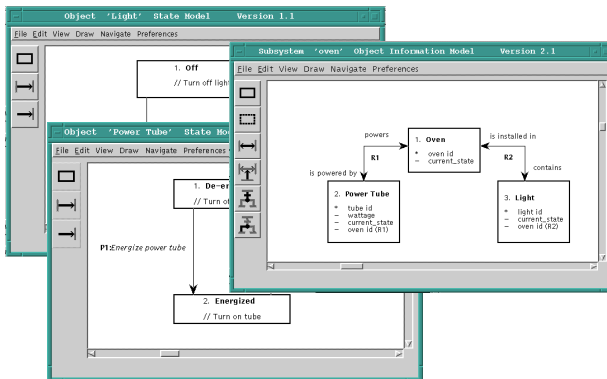 Object 'Light' State Model Version 1.1
File Edit View Draw Navigate Preferences
1. Off
// Turn off light
Subsystem 'oven' Object Information Model Version 2.1
File Edit View Draw Navigate Preferences
powers
1. Oven
* oven id
– current_state
is installed in
R1
R2
is powered by
contains
2. Power Tube
* tube id
– wattage
– current_state
– oven id (R1)
3. Light
* light id
– current_state
– oven id (R2)
Object 'Power Tube' State
File Edit View Draw Navigate Preferences
1.
// Turn
P1:Energize power tube
2. Energized
// Turn on tube